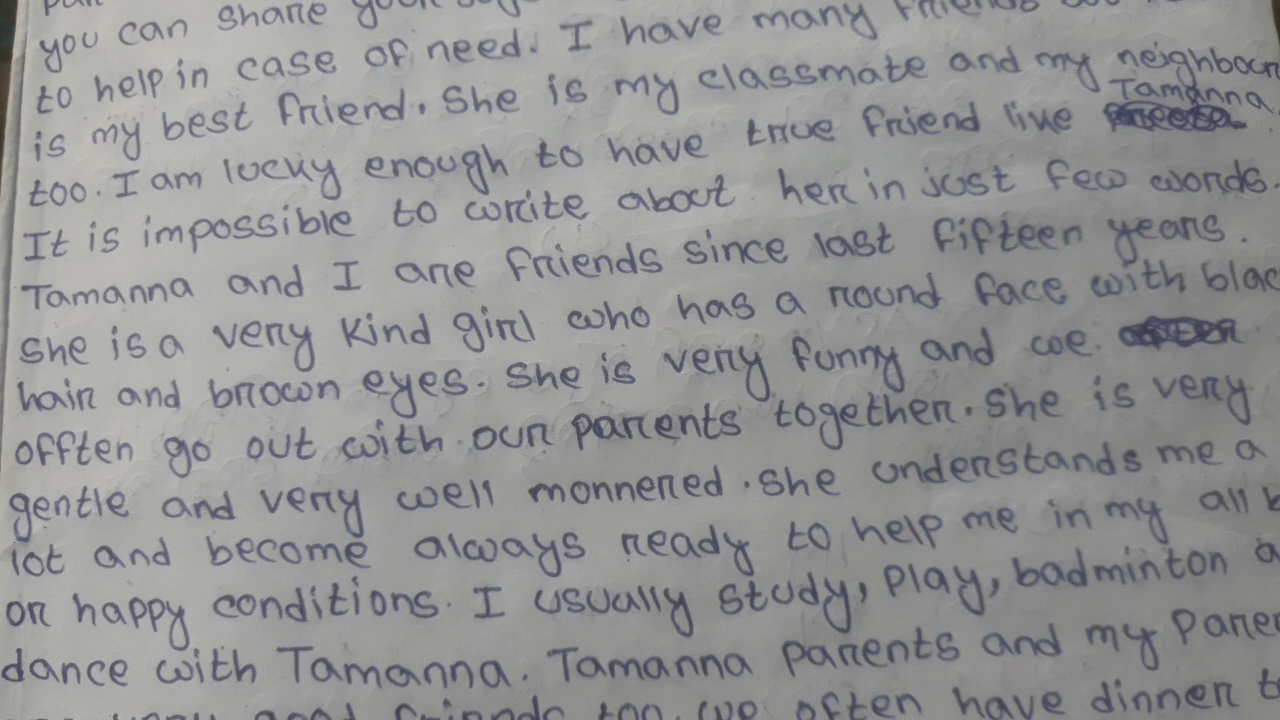 you can share your
to help in case of need. I have many friends
is my best friend. She is my classmate and my neighbour
Tamanna
too. I am lucky enough to have true friend like
It is impossible to write about her in just few words.
Tamanna and I are friends since last fifteen years.
She is a very kind girl who has a round face with blac
hair and brown eyes. She is very funny and we
offten go out with our parents together. She is very
gentle and very well monnered. She understands me a
lot and become always ready to help me in my all b
or happy conditions. I usually study, play, badminton a
dance with Tamanna. Tamanna parents and my Paren
good friends too. we often have dinner t